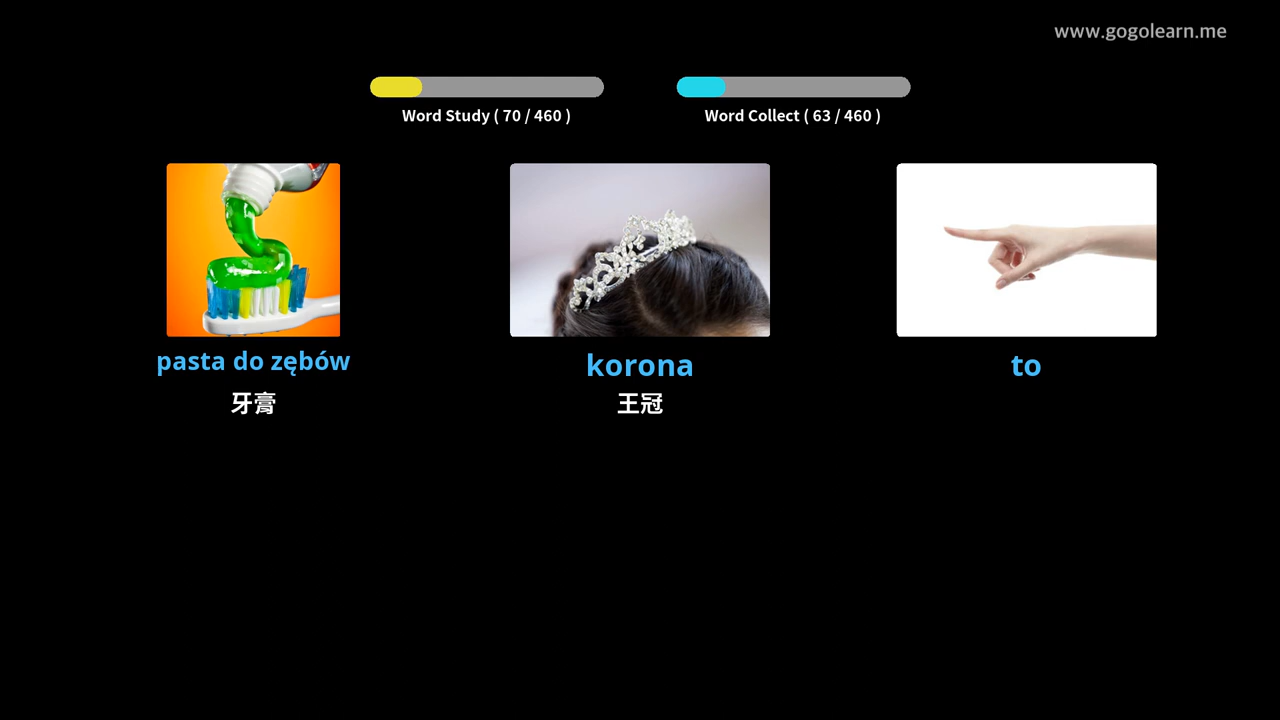 www.gogolearn.me
Word Study ( 70 / 460 )
Word Collect ( 63 / 460 )
pasta do zębów
korona
to
牙膏
王冠